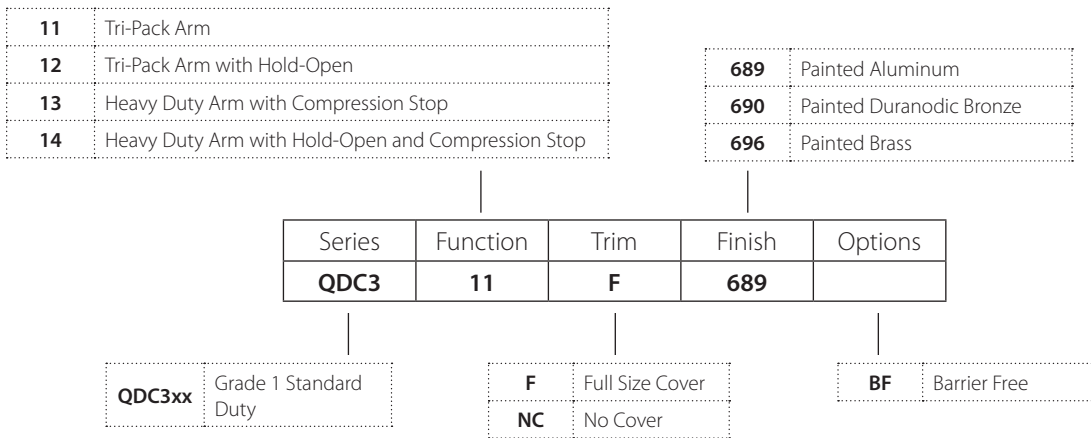 11 Tri-Pack Arm
12 Tri-Pack Arm with Hold-Open
13 Heavy Duty Arm with Compression Stop
14 Heavy Duty Arm with Hold-Open and Compression Stop
689 Painted Aluminum
690 Painted Duranodic Bronze
696 Painted Brass
Series Function Trim Finish Options
QDC3 11 F 689
QDC3xx Grade 1 Standard
Duty
F Full Size Cover
NC No Cover
BF Barrier Free